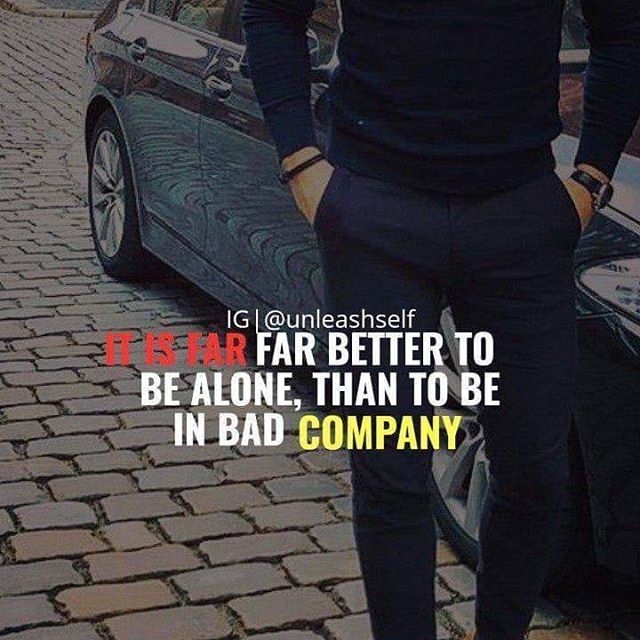 IG|@unleashself
IT IS FAR FAR BETTER TO
BE ALONE, THAN TO BE
IN BAD COMPANY